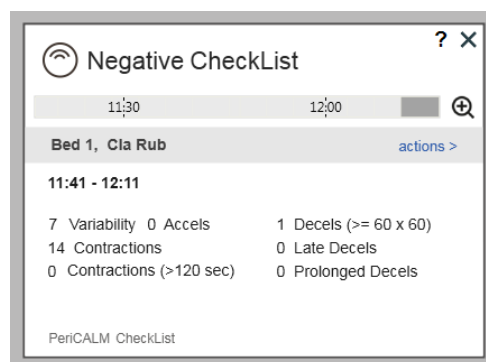 ? ✕
Negative CheckList
11:30 12:00
Bed 1, Cla Rub actions >
11:41 - 12:11
7 Variability 0 Accels 1 Decels (>= 60 x 60)
14 Contractions 0 Late Decels
0 Contractions (>120 sec) 0 Prolonged Decels
PeriCALM CheckList